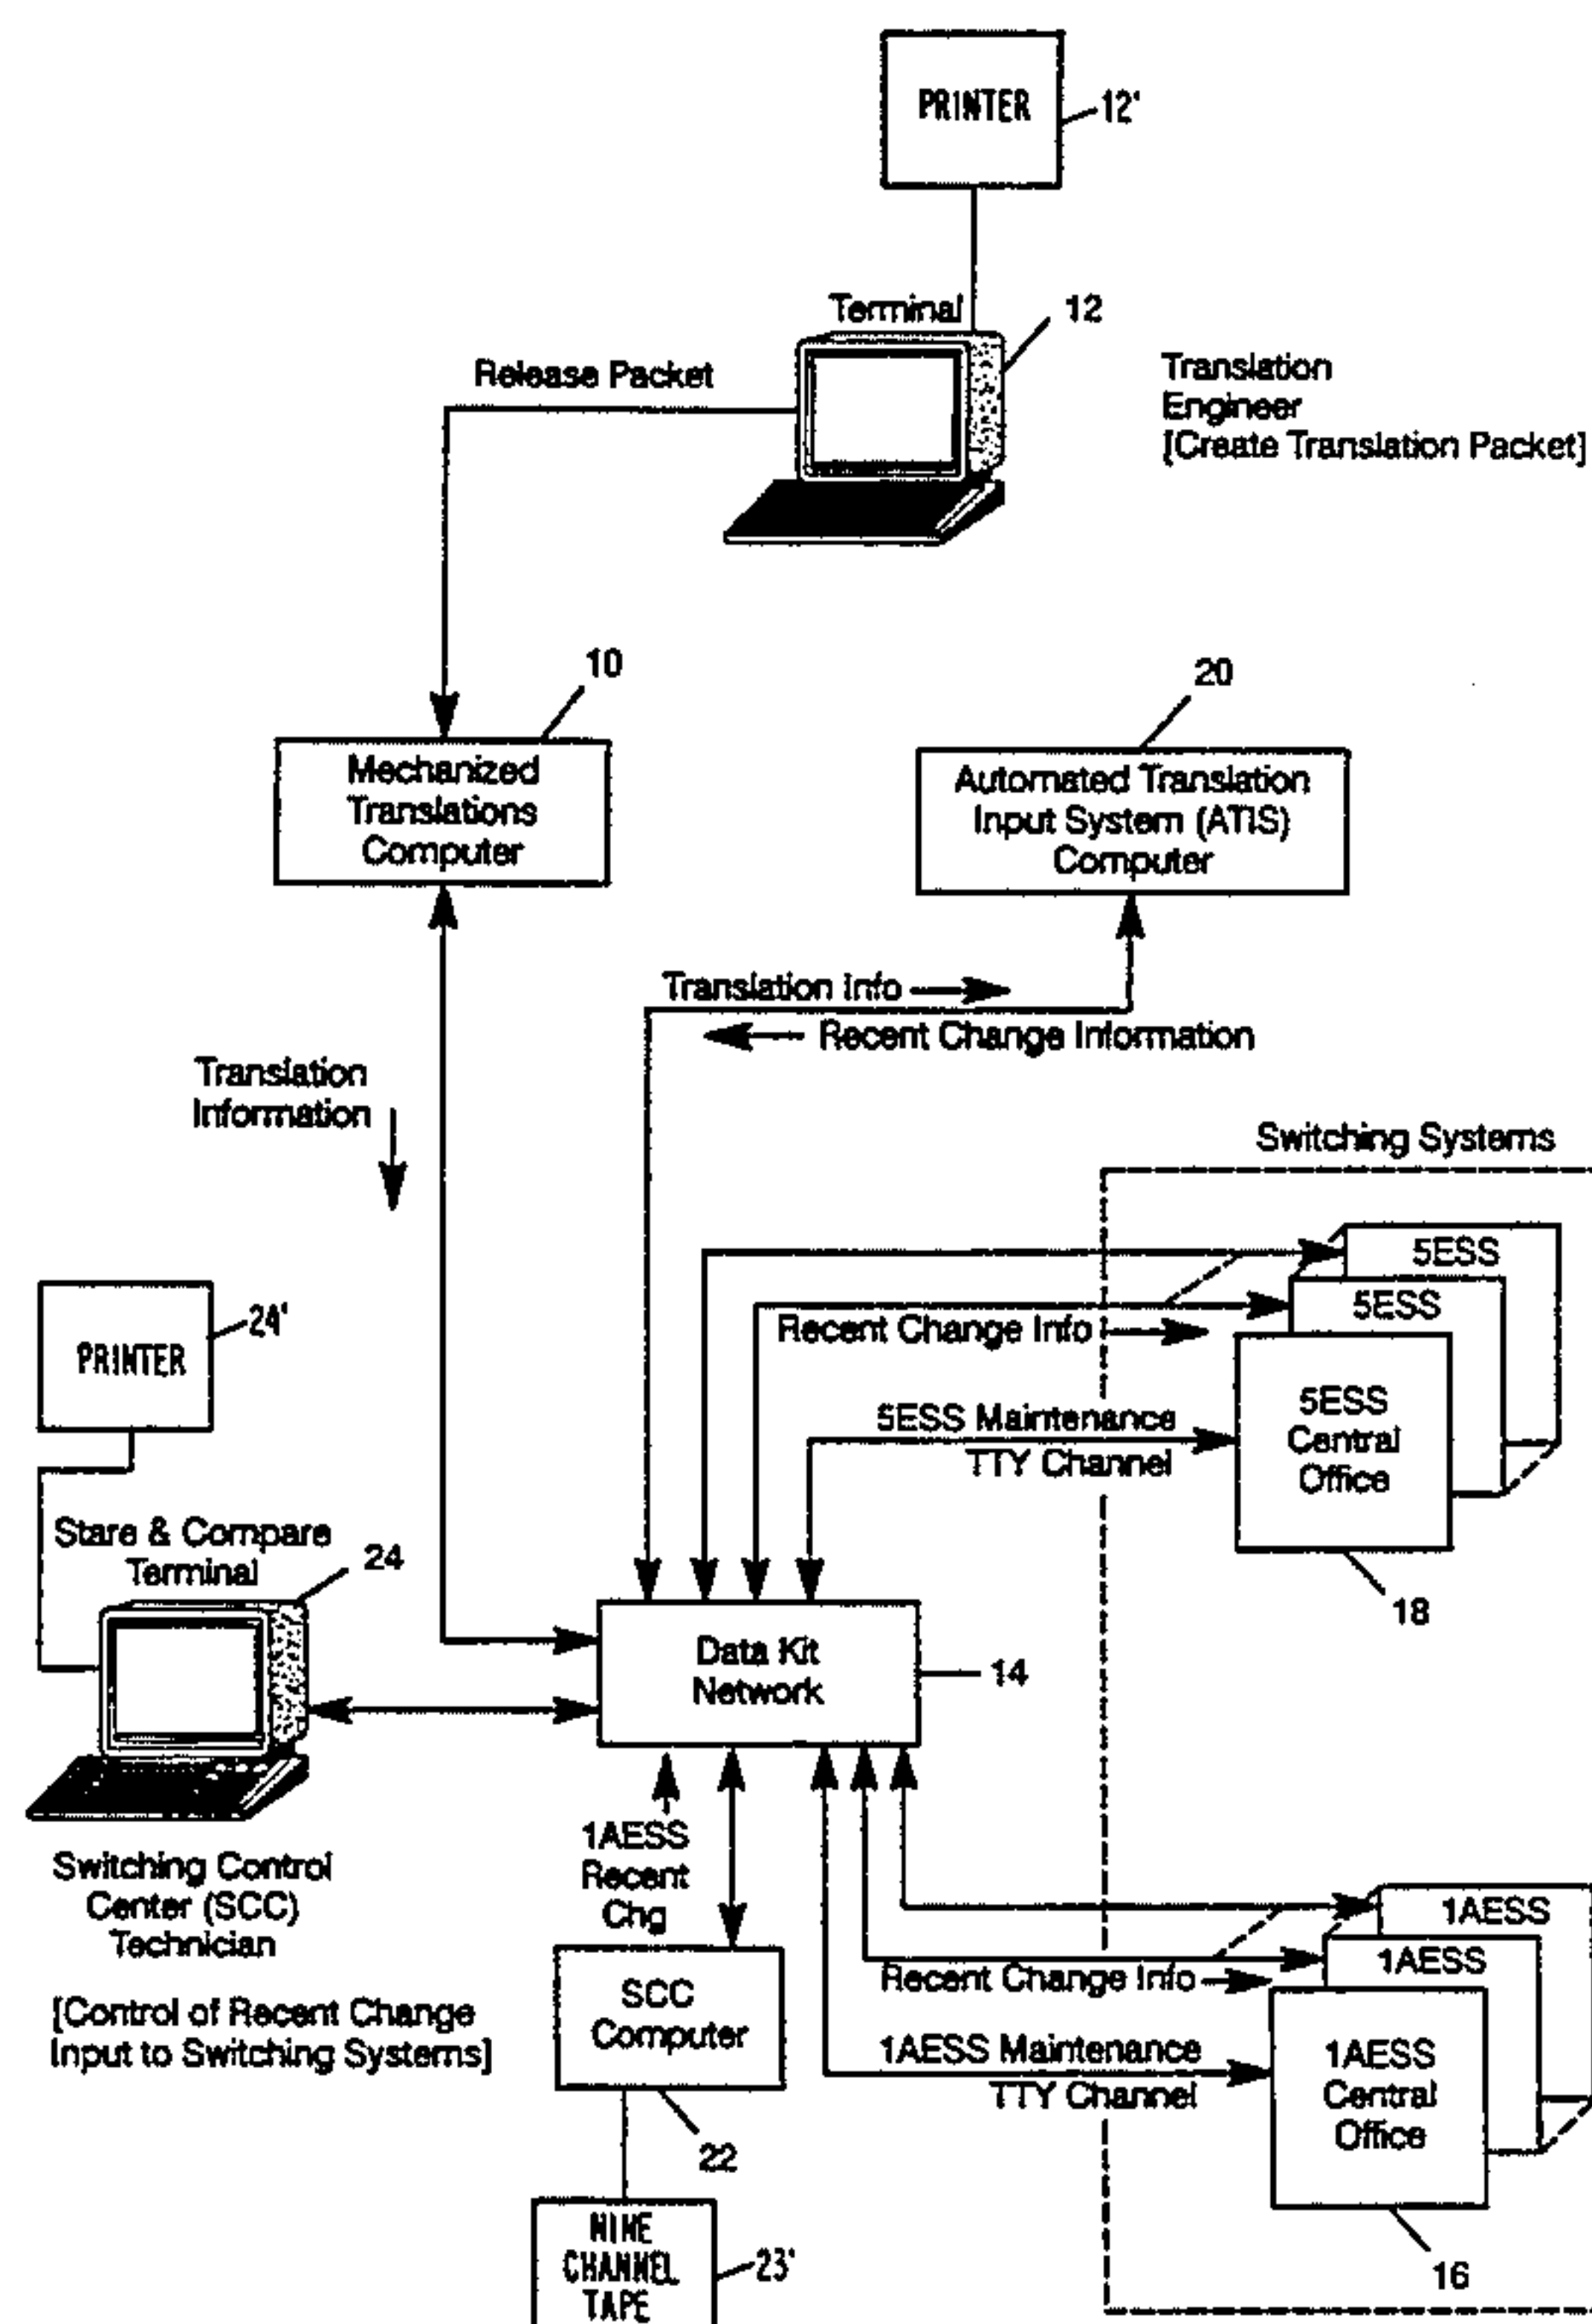 PRINTER
12'
Terminal
12
Release Packet
Translation
Engineer
[Create Translation Packet]
10
20
Mechanized
Translations
Computer
Automated Translation
Input System (ATIS)
Computer
Translation Info
Recent Change Information
Translation
Information
Switching Systems
5ESS
5ESS
Recent Change Info
5ESS Maintenance
TTY Channel
5ESS
Central
Office
18
PRINTER
24'
Stare & Compare
Terminal
24
Data Kit
Network
14
1AESS
Recent
Chg
Switching Control
Center (SCC)
Technician
[Control of Recent Change
Input to Switching Systems]
SCC
Computer
22
1AESS
1AESS
Recent Change Info
1AESS Maintenance
TTY Channel
1AESS
Central
Office
16
NINE
CHANNEL
TAPE
23'